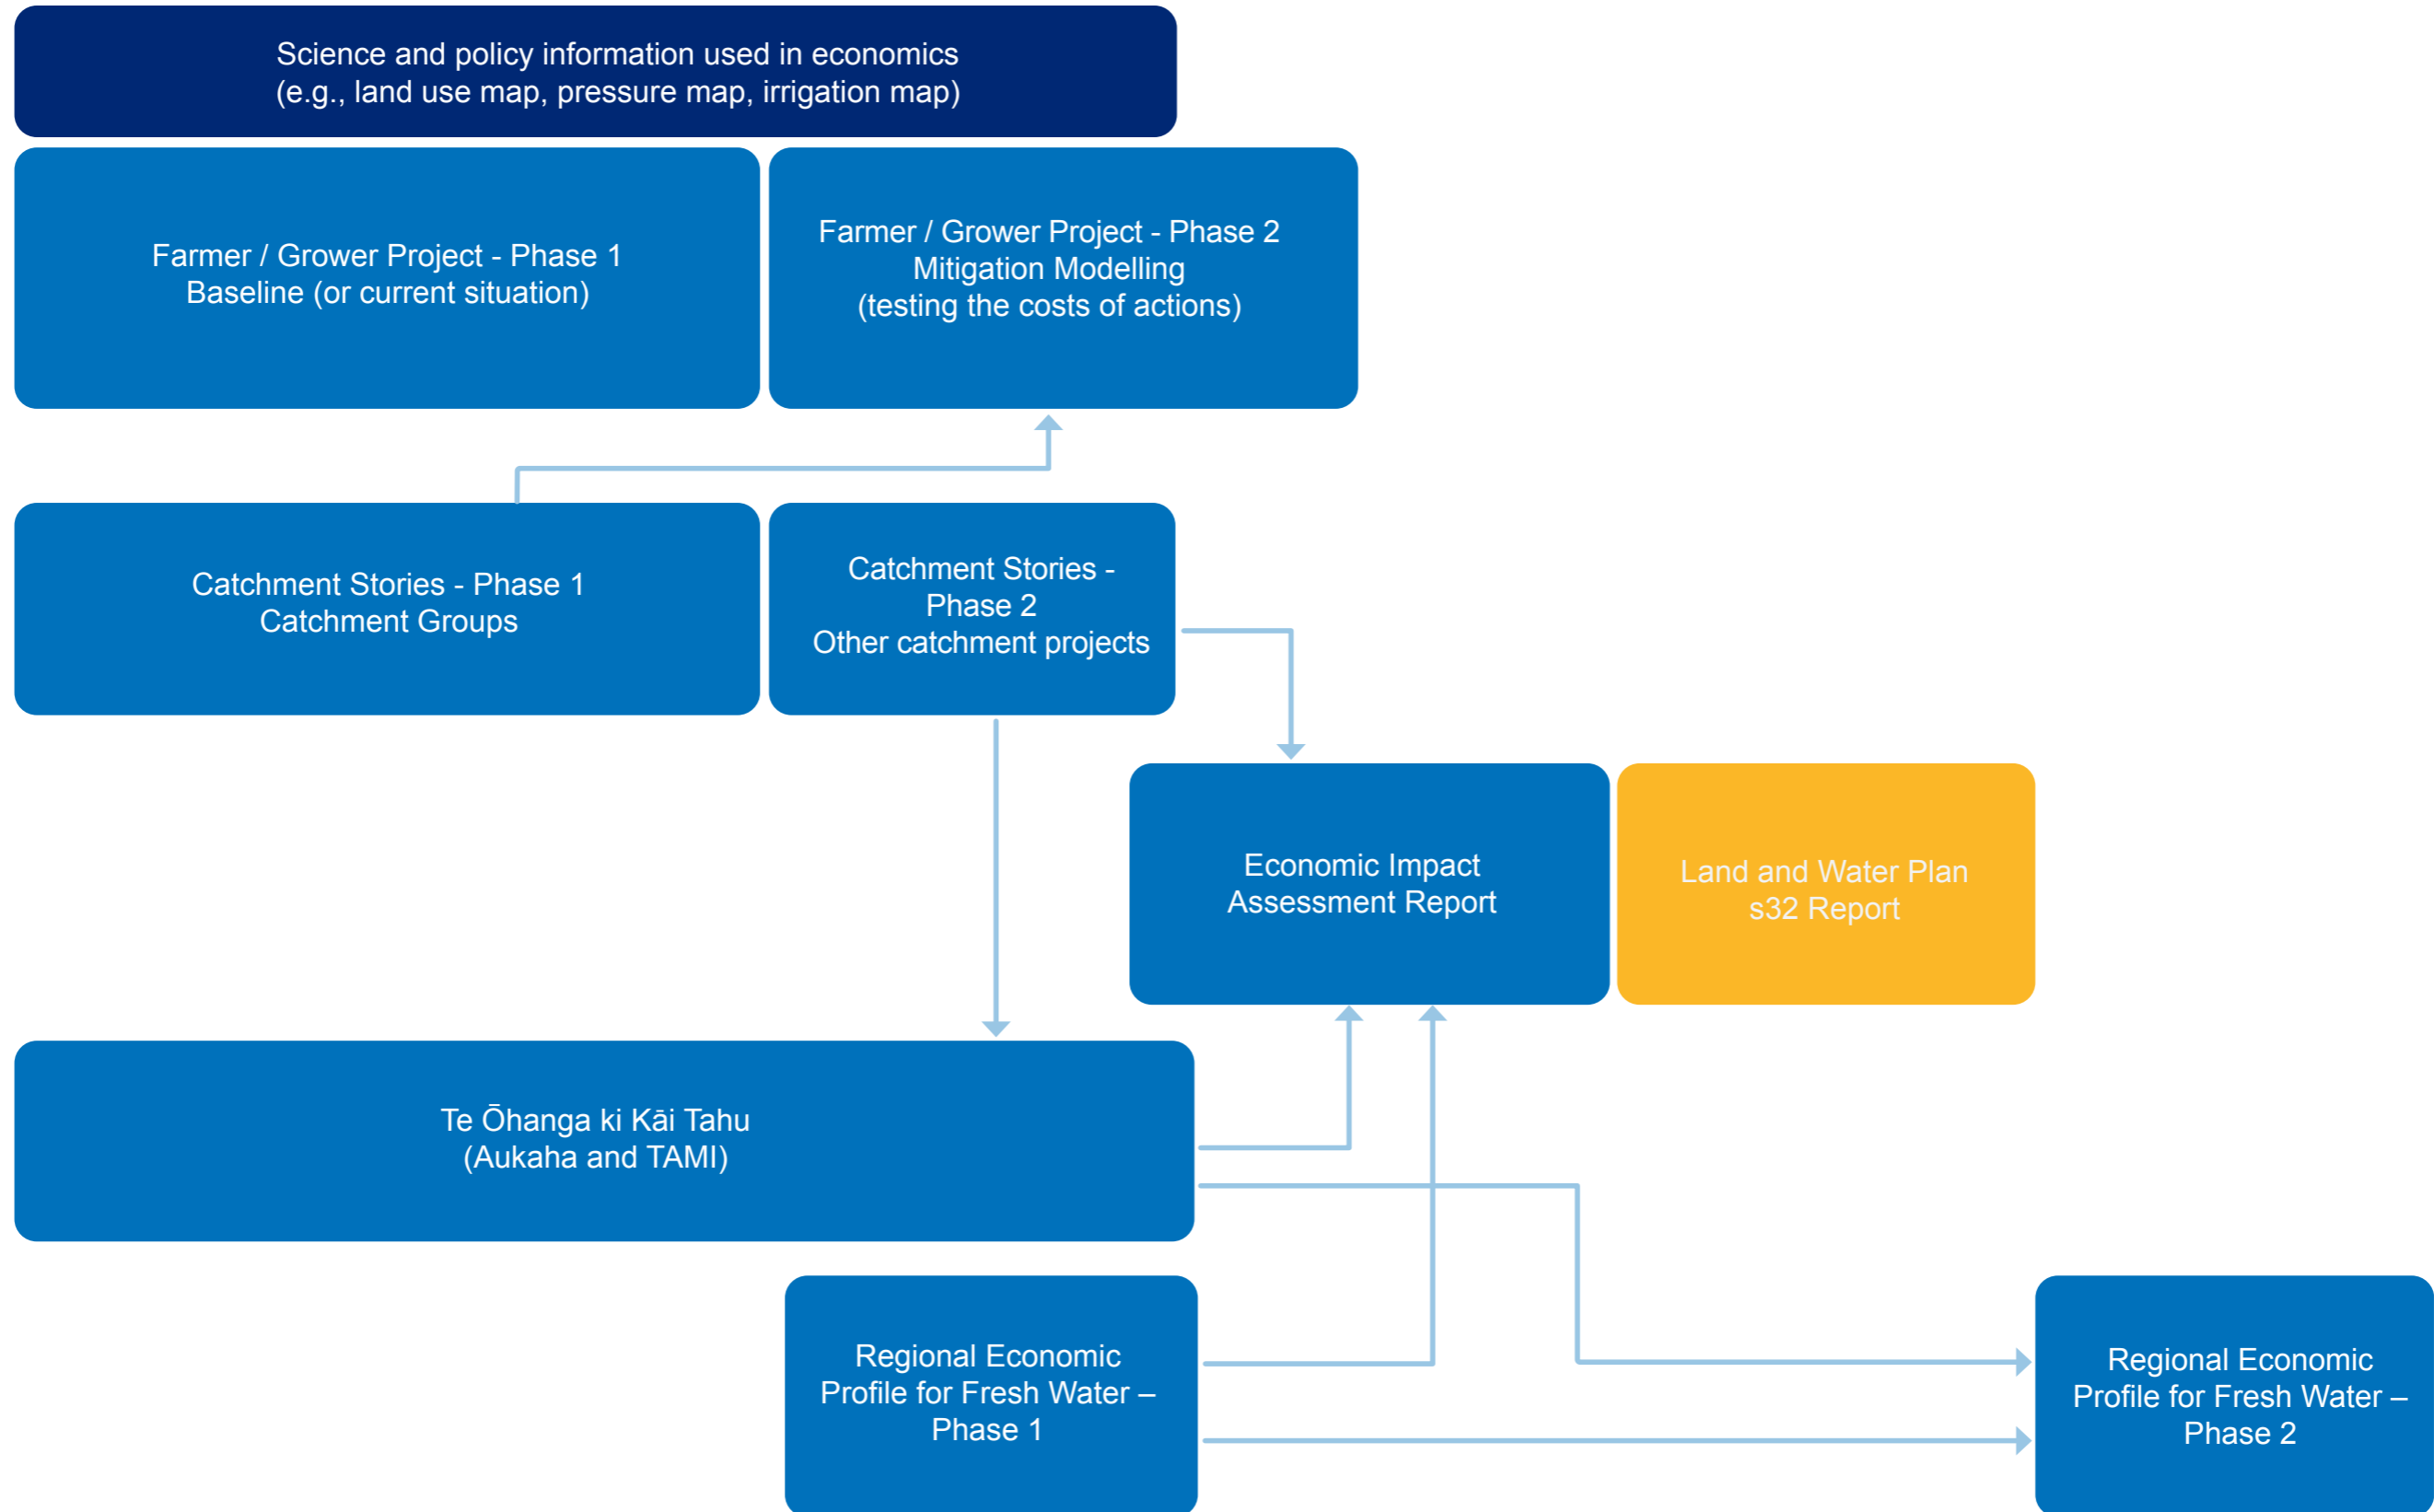 Science and policy information used in economics
(e.g., land use map, pressure map, irrigation map)
Farmer / Grower Project - Phase 1
Baseline (or current situation)
Farmer / Grower Project - Phase 2
Mitigation Modelling
(testing the costs of actions)
Catchment Stories - Phase 1
Catchment Groups
Catchment Stories -
Phase 2
Other catchment projects
Economic Impact
Assessment Report
Land and Water Plan
s32 Report
Te Ōhanga ki Kāi Tahu
(Aukaha and TAMI)
Regional Economic
Profile for Fresh Water –
Phase 1
Regional Economic
Profile for Fresh Water –
Phase 2